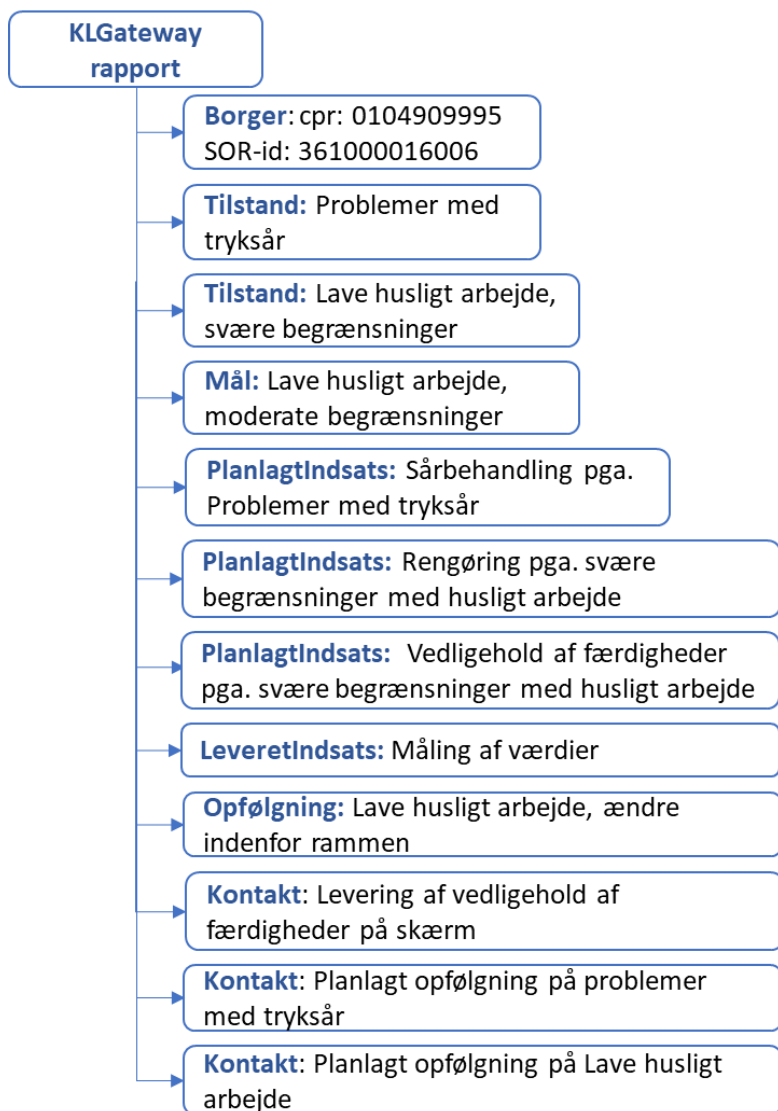 KLGateway
rapport
Borger: cpr: 0104909995
SOR-id: 361000016006
Tilstand: Problemer med
tryksår
Tilstand: Lave husligt arbejde,
svære begrænsninger
Mål: Lave husligt arbejde,
moderate begrænsninger
PlanlagtIndsats: Sårbehandling pga.
Problemer med tryksår
PlanlagtIndsats: Rengøring pga. svære
begrænsninger med husligt arbejde
PlanlagtIndsats: Vedligehold af færdigheder
pga. svære begrænsninger med husligt arbejde
LeveretIndsats: Måling af værdier
Opfølgning: Lave husligt arbejde, ændre
indenfor rammen
Kontakt: Levering af vedligehold af
færdigheder på skærm
Kontakt: Planlagt opfølgning på problemer
med tryksår
Kontakt: Planlagt opfølgning på Lave husligt
arbejde